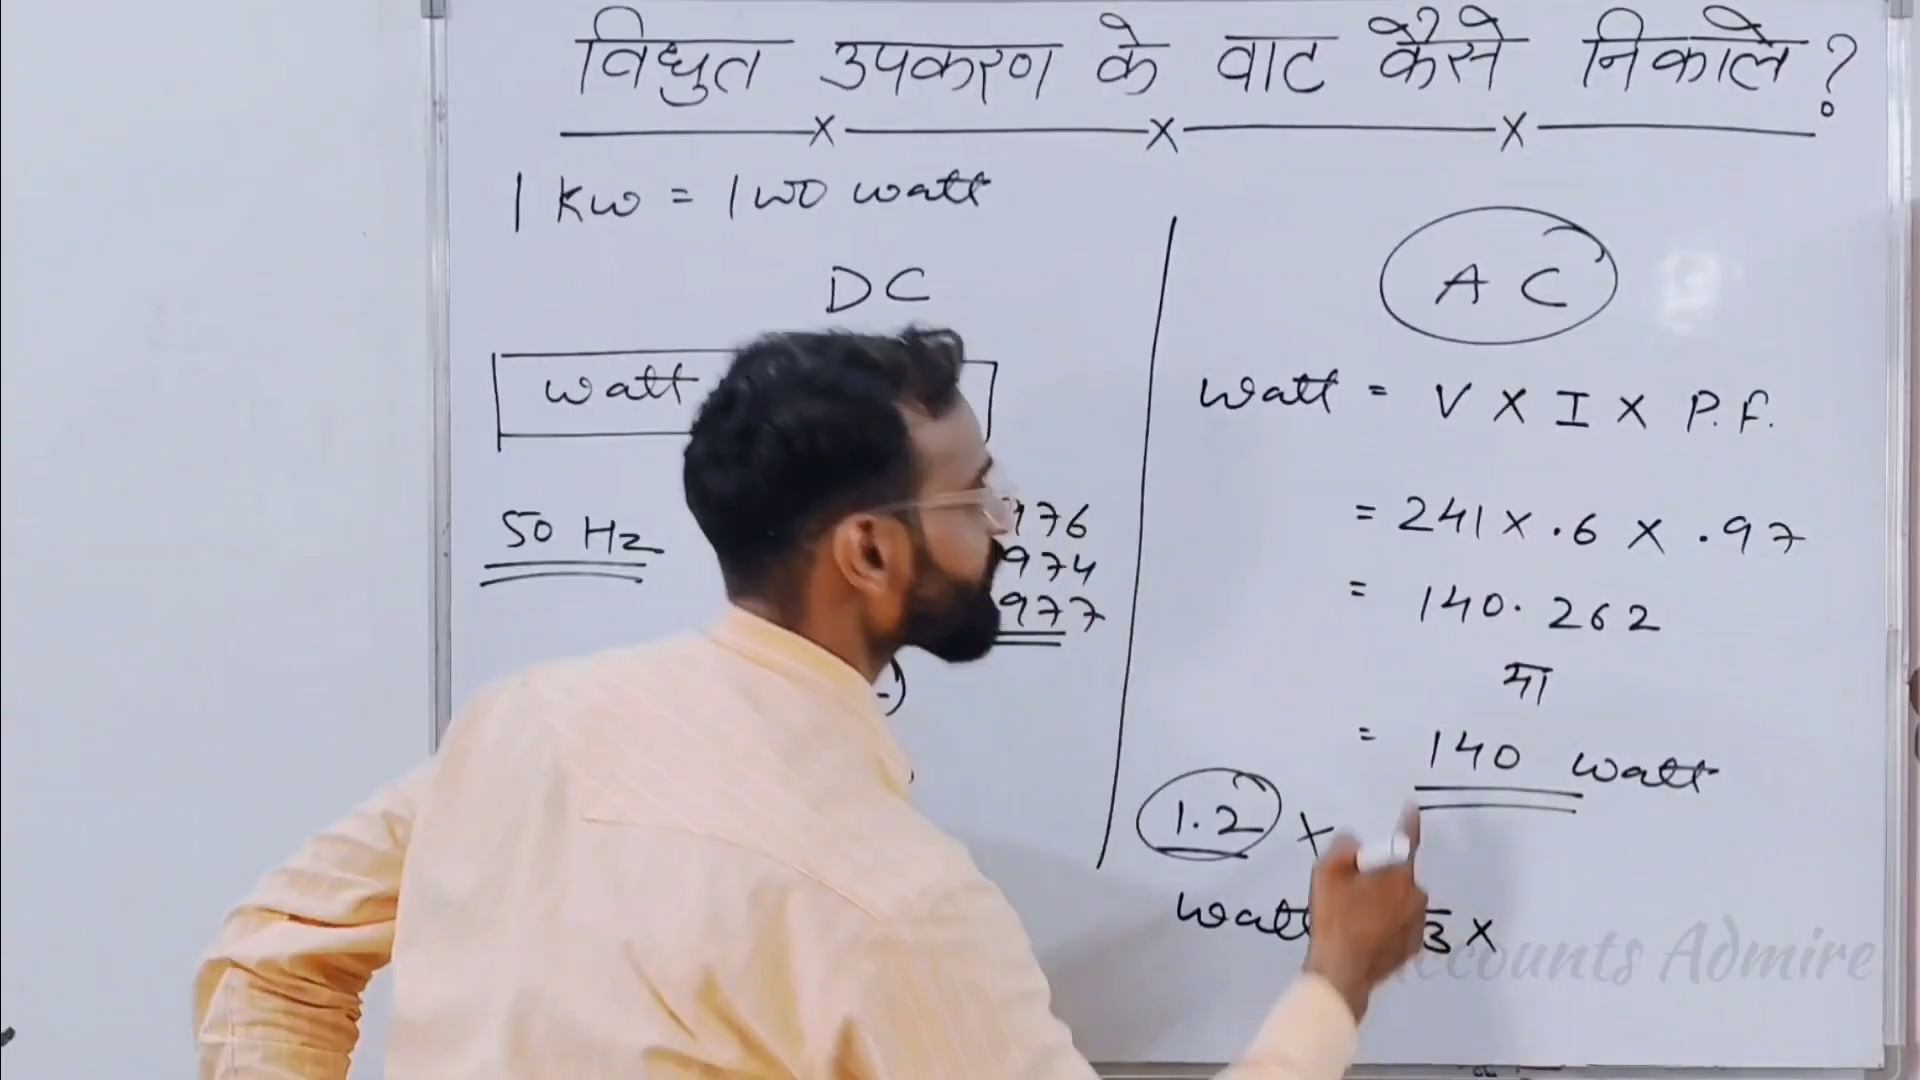 विधुत उपकरण के वाट कैसे निकाले ?
x x x
1 KW = 1000 watt
DC
watt
50 Hz
976
974
977
AC
watt = V X I X P.F.
= 241 x .6 x .97
= 140.262
या
= 140 watt
1.2 x
watt 3 x
Accounts Admire